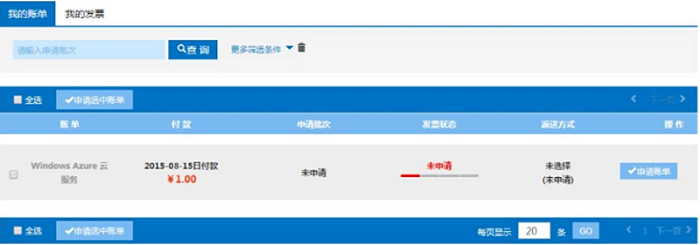 我的账单 我的发票
请输入申请批次 查 询 更多筛选条件
全选 申请选中账单 下一页
账 单 付 款 申请批次 发票状态 派送方式 操 作
Windows Azure 云 2015-08-15日付款 未申请 未申请 未选择 申请账单
服务 ￥1.00 (未申请)
全选 申请选中账单 每页显示 20 条 GO 1 下一页